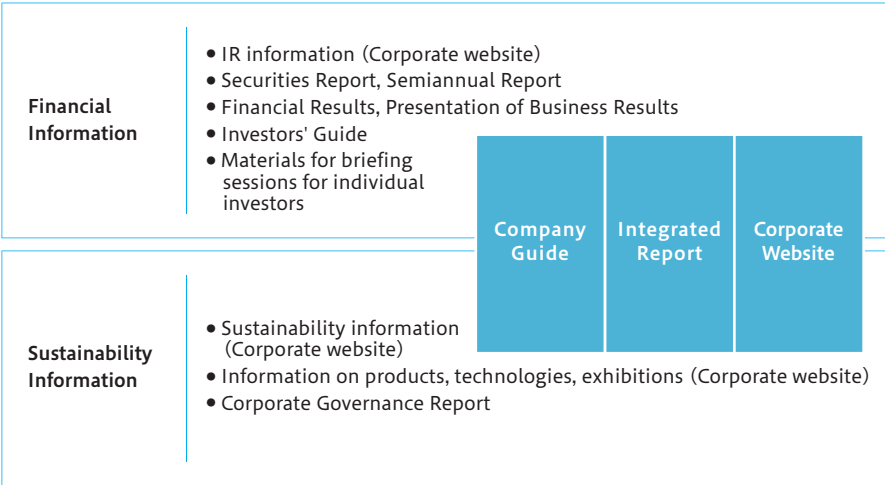 Financial
Information
• IR information (Corporate website)
• Securities Report, Semiannual Report
• Financial Results, Presentation of Business Results
• Investors' Guide
• Materials for briefing
sessions for individual
investors
Company
Guide
Integrated
Report
Corporate
Website
Sustainability
Information
• Sustainability information
(Corporate website)
• Information on products, technologies, exhibitions (Corporate website)
• Corporate Governance Report